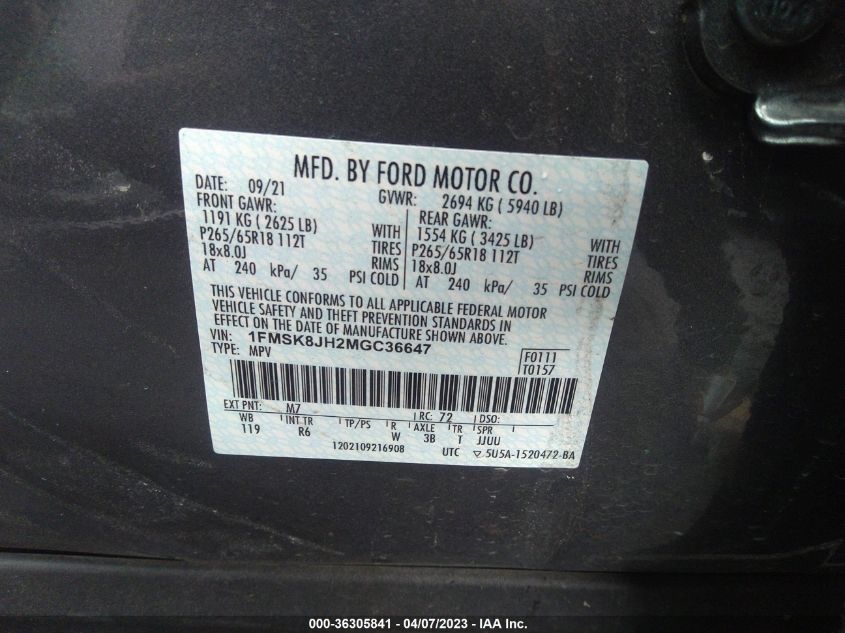 MFD. BY FORD MOTOR CO.
DATE: 09/21 GVWR: 2694 KG ( 5940 LB)
FRONT GAWR: REAR GAWR:
1191 KG ( 2625 LB) WITH 1554 KG ( 3425 LB) WITH
P265/65R18 112T TIRES P265/65R18 112T TIRES
18x8.0J RIMS 18x8.0J RIMS
AT 240 kPa/ 35 PSI COLD AT 240 kPa/ 35 PSI COLD
THIS VEHICLE CONFORMS TO ALL APPLICABLE FEDERAL MOTOR
VEHICLE SAFETY AND THEFT PREVENTION STANDARDS IN
EFFECT ON THE DATE OF MANUFACTURE SHOWN ABOVE.
VIN: 1FMSK8JH2MGC36647
TYPE: MPV
F0111
T0157
EXT PNT: M7 RC: 72 DSO:
WB INT TR TP/PS R AXLE TR SPR
119 R6 W 3B T JJUU
1202109216908 UTC 5U5A-1520472-BA
000-36305841 - 04/07/2023 - IAA Inc.